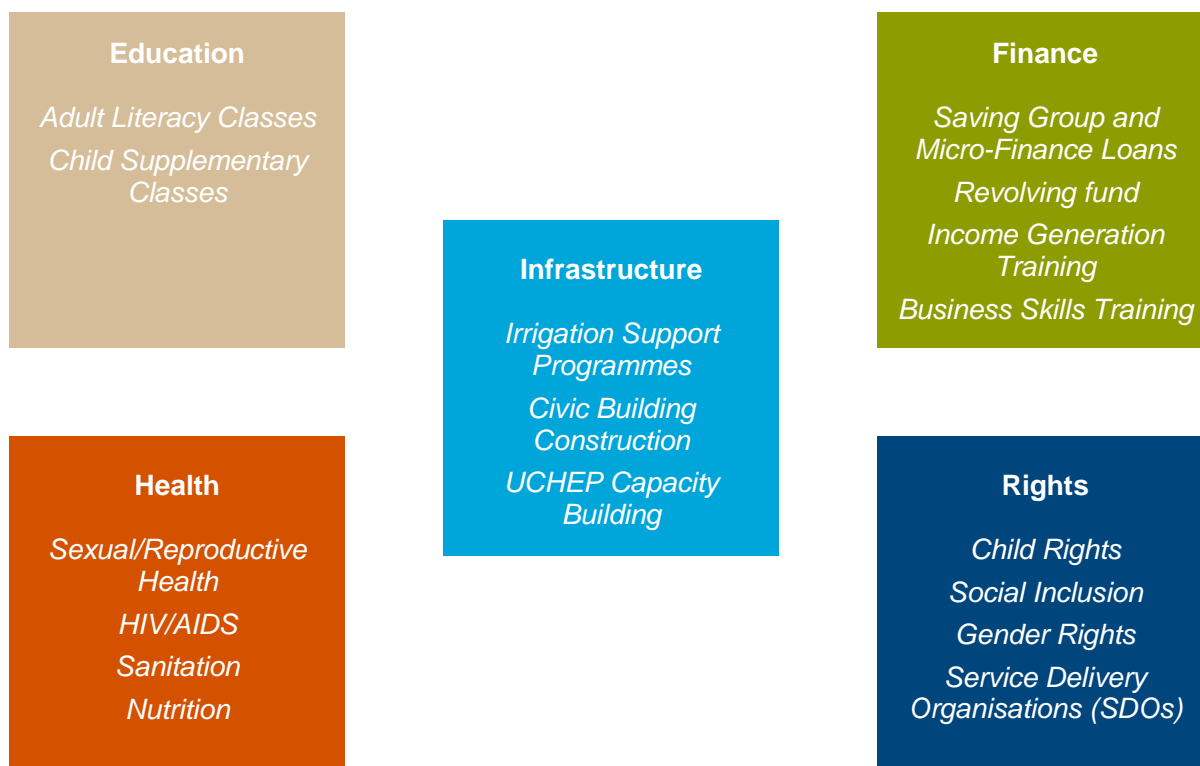 Education
Adult Literacy Classes
Child Supplementary
Classes
Finance
Saving Group and
Micro-Finance Loans
Revolving fund
Income Generation
Training
Business Skills Training
Infrastructure
Irrigation Support
Programmes
Civic Building
Construction
UCHEP Capacity
Building
Health
Sexual/Reproductive
Health
HIV/AIDS
Sanitation
Nutrition
Rights
Child Rights
Social Inclusion
Gender Rights
Service Delivery
Organisations (SDOs)